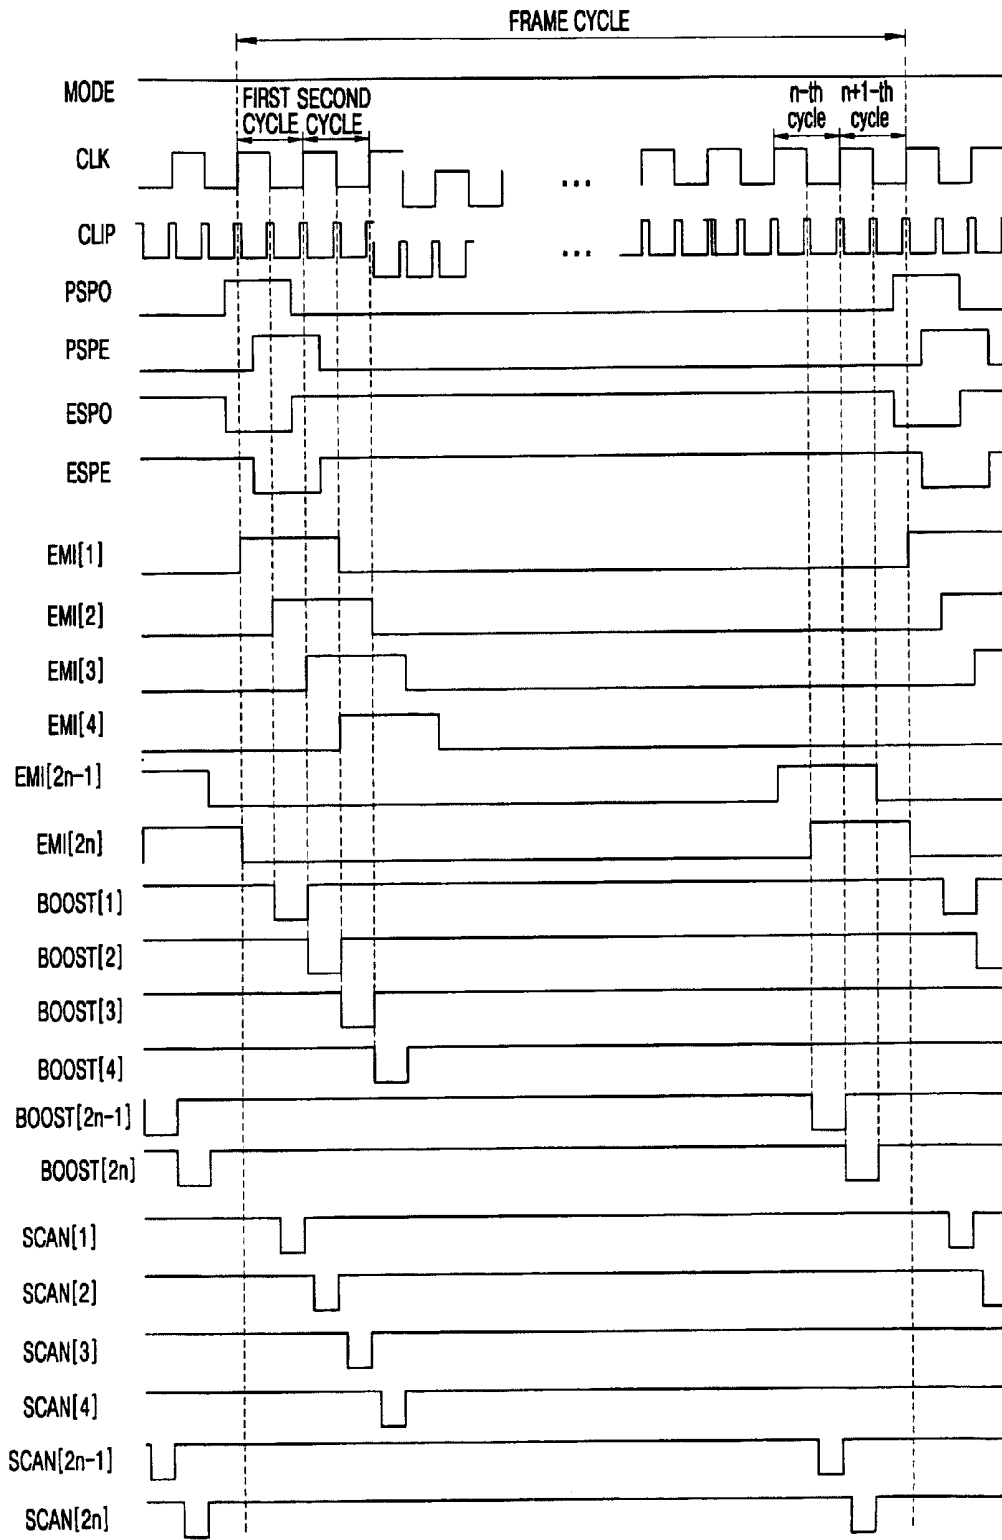 FRAME CYCLE
MODE
FIRST SECOND
CYCLE CYCLE
n-th n+1-th
cycle cycle
CLK
...
CLIP
...
PSPO
PSPE
ESPO
ESPE
EMI[1]
EMI[2]
EMI[3]
EMI[4]
EMI[2n-1]
EMI[2n]
BOOST[1]
BOOST[2]
BOOST[3]
BOOST[4]
BOOST[2n-1]
BOOST[2n]
SCAN[1]
SCAN[2]
SCAN[3]
SCAN[4]
SCAN[2n-1]
SCAN[2n]